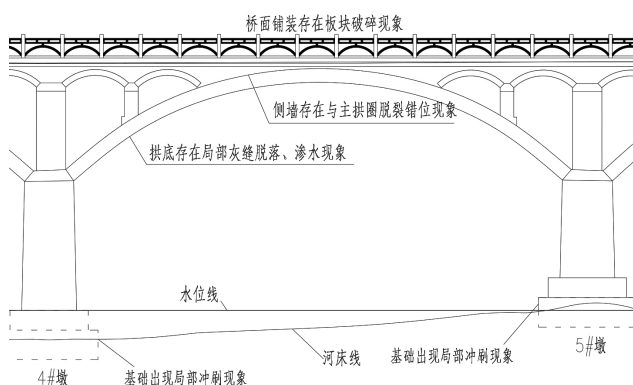 桥面铺装存在板块破碎现象
侧墙存在与主拱圈脱裂错位现象
拱底存在局部灰缝脱落、渗水现象
水位线
河床线
基础出现局部冲刷现象
5#墩
4#墩
基础出现局部冲刷现象